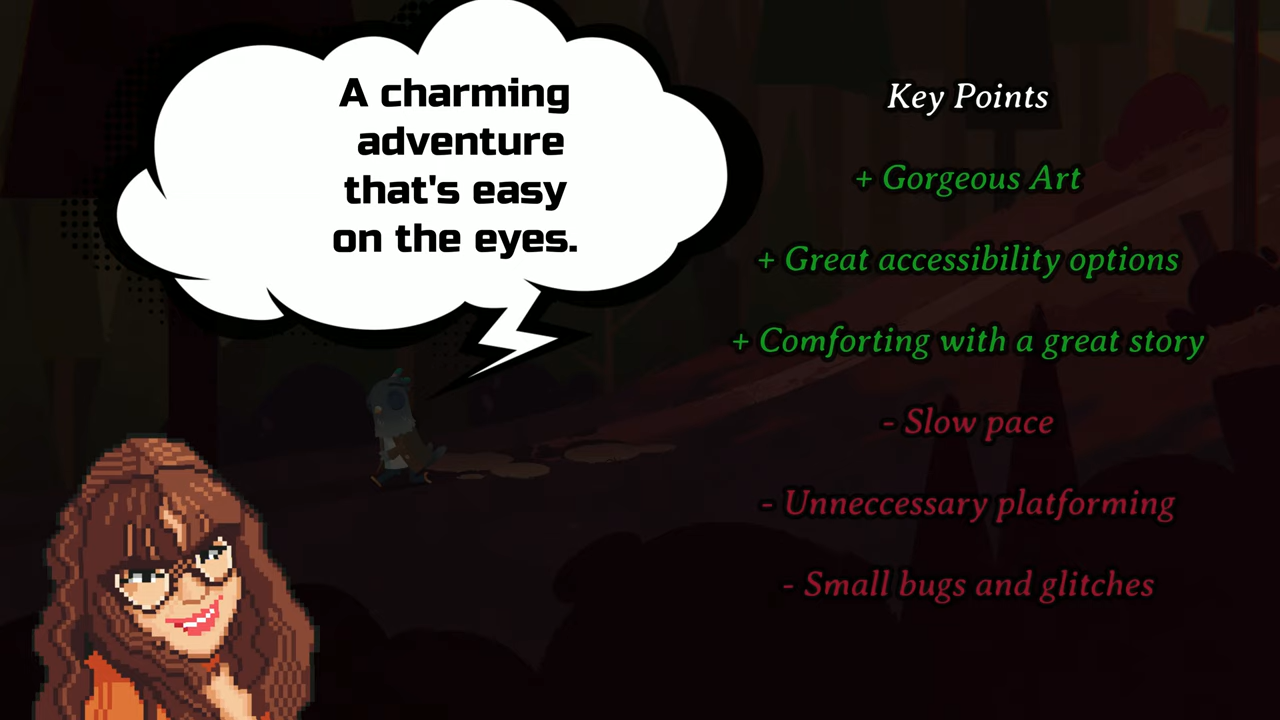 A charming
adventure
that's easy
on the eyes.
Key Points
+ Gorgeous Art
+ Great accessibility options
+ Comforting with a great story
- Slow pace
- Unneccessary platforming
- Small bugs and glitches